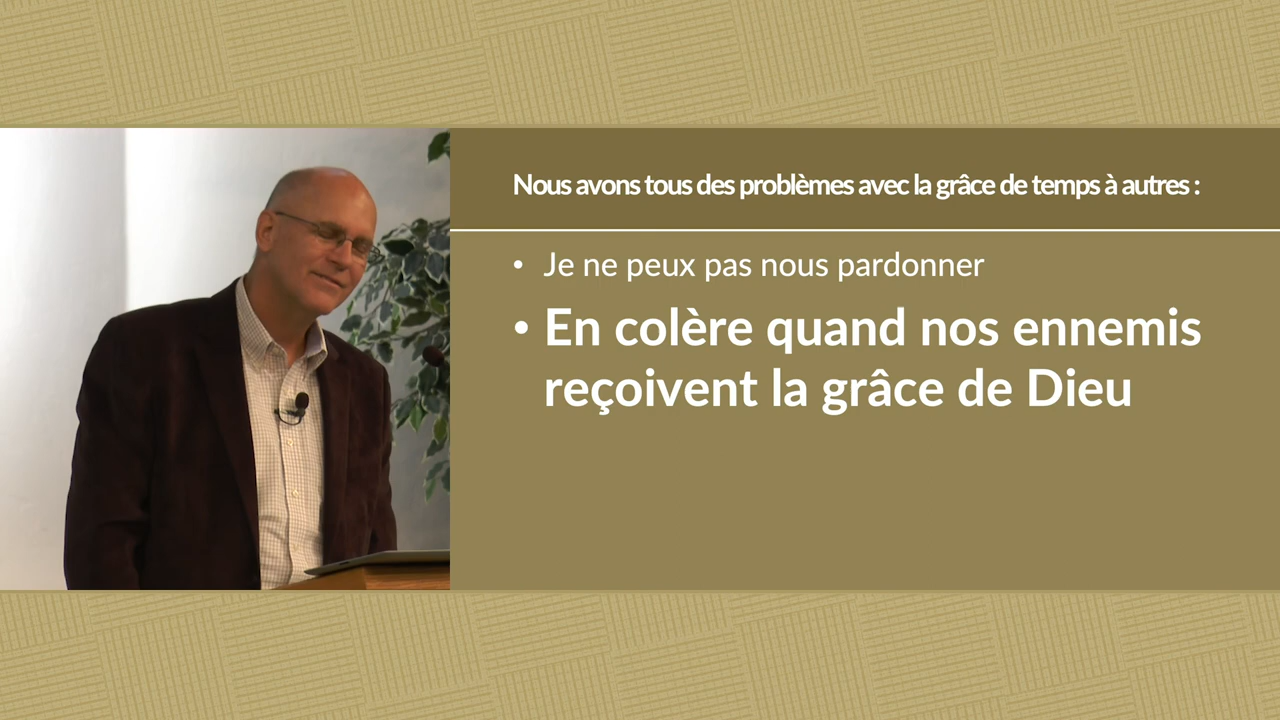 Nous avons tous des problèmes avec la grâce de temps à autres :
• Je ne peux pas nous pardonner
• En colère quand nos ennemis
reçoivent la grâce de Dieu